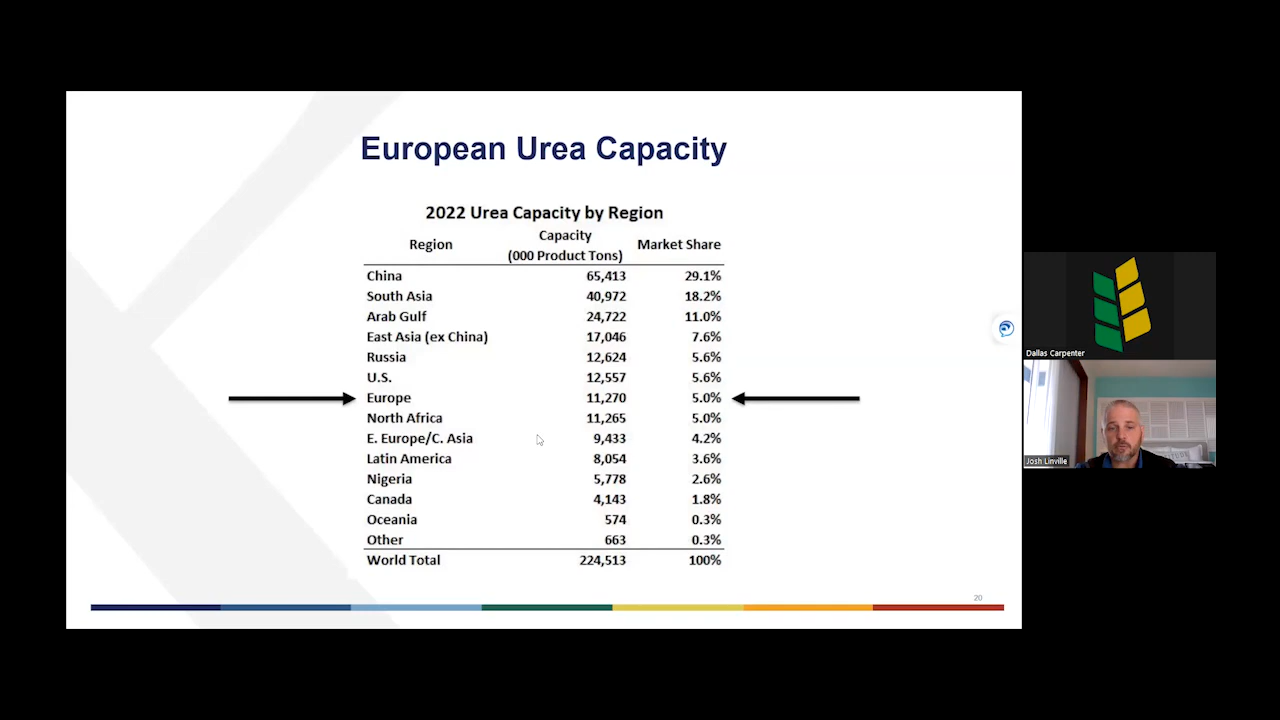 European Urea Capacity
2022 Urea Capacity by Region
Region Capacity (000 Product Tons) Market Share
China 65,413 29.1%
South Asia 40,972 18.2%
Arab Gulf 24,722 11.0%
East Asia (ex China) 17,046 7.6%
Russia 12,624 5.6%
U.S. 12,557 5.6%
Europe 11,270 5.0%
North Africa 11,265 5.0%
E. Europe/C. Asia 9,433 4.2%
Latin America 8,054 3.6%
Nigeria 5,778 2.6%
Canada 4,143 1.8%
Oceania 574 0.3%
Other 663 0.3%
World Total 224,513 100%
20
Dallas Carpenter
Josh Linville